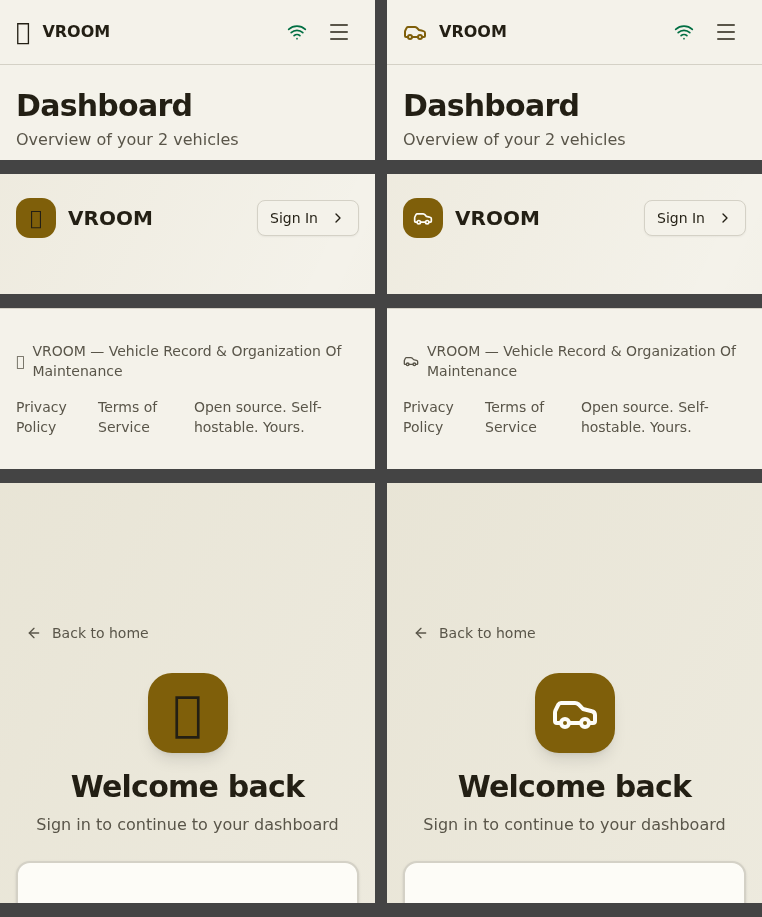 VROOM
Dashboard
Overview of your 2 vehicles
VROOM
Dashboard
Overview of your 2 vehicles
VROOM
Sign In
VROOM
Sign In
VROOM — Vehicle Record & Organization Of
Maintenance
Privacy Policy
Terms of Service
Open source. Self-
hostable. Yours.
VROOM — Vehicle Record & Organization Of
Maintenance
Privacy Policy
Terms of Service
Open source. Self-
hostable. Yours.
Back to home
Welcome back
Sign in to continue to your dashboard
Back to home
Welcome back
Sign in to continue to your dashboard